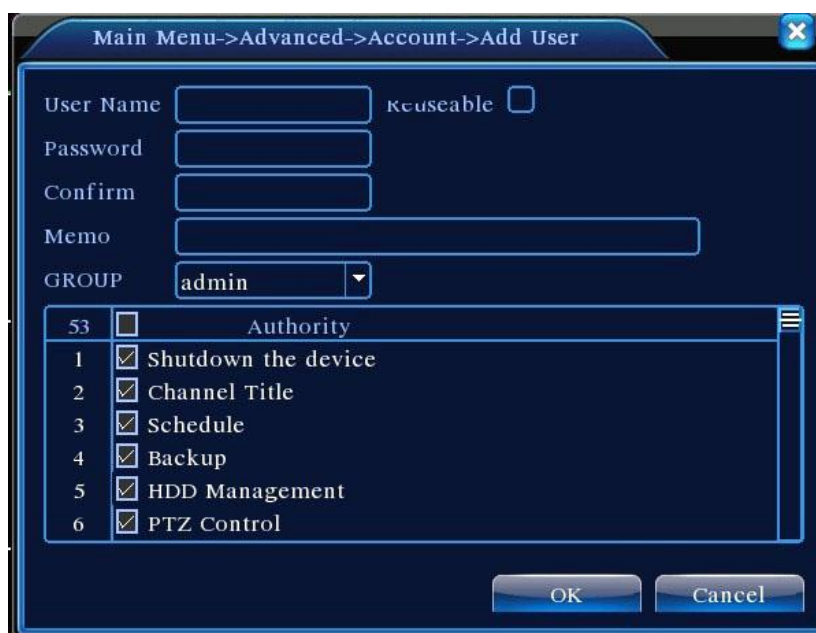 Main Menu->Advanced->Account->Add User
User Name Reuseable
Password
Confirm
Memo
GROUP admin
53 Authority
1 Shutdown the device
2 Channel Title
3 Schedule
4 Backup
5 HDD Management
6 PTZ Control
OK Cancel